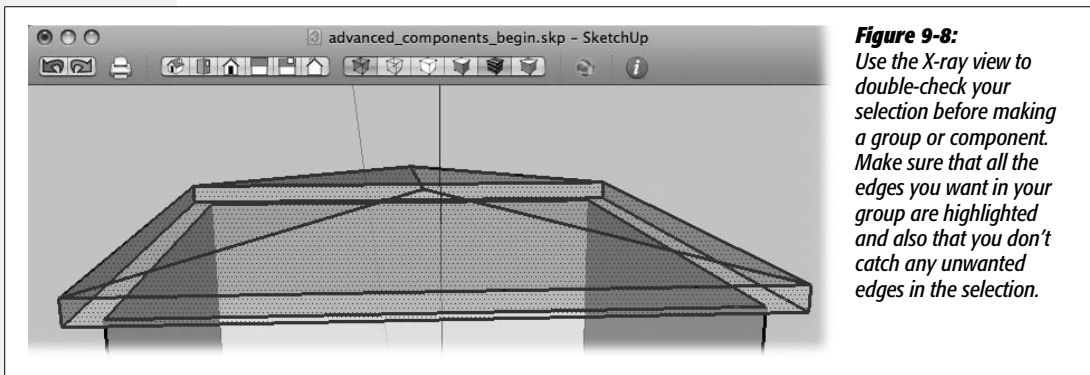 advanced_components_begin.skp – SketchUp
Figure 9-8:
Use the X-ray view to
double-check your
selection before making
a group or component.
Make sure that all the
edges you want in your
group are highlighted
and also that you don't
catch any unwanted
edges in the selection.